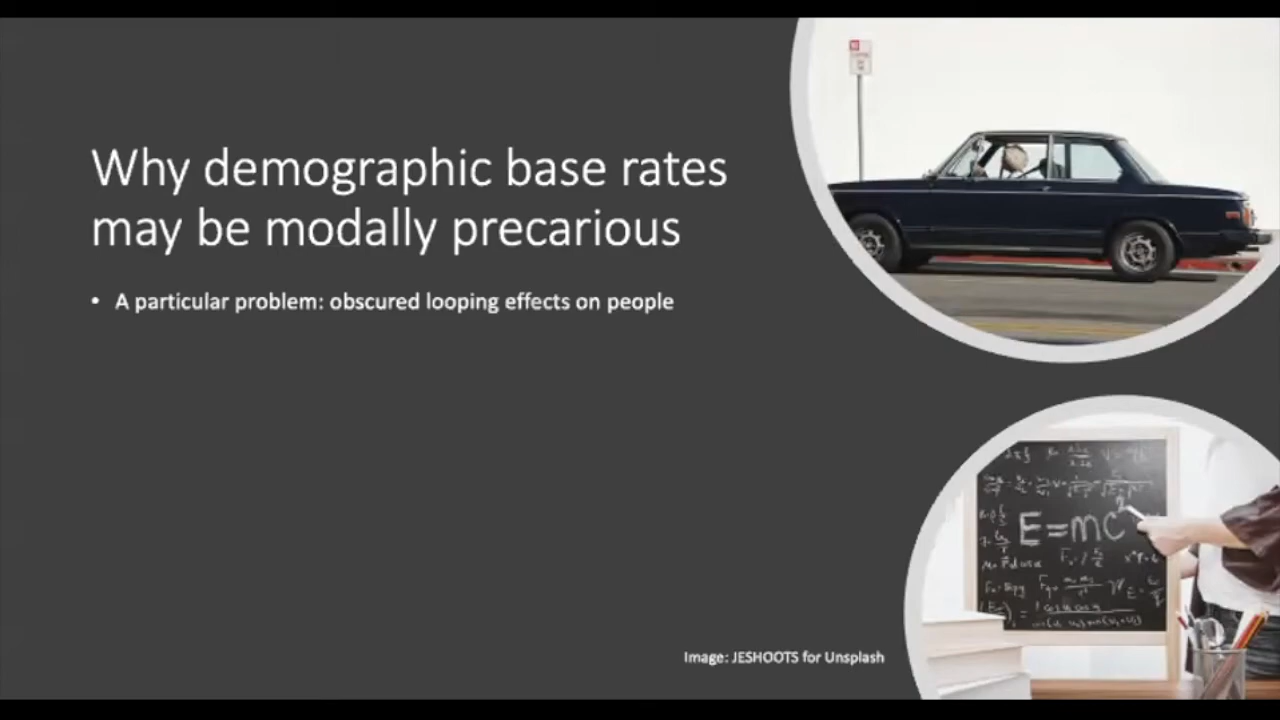 Why demographic base rates
may be modally precarious
• A particular problem: obscured looping effects on people
E=mc²
Image: JESHOOTS for Unsplash